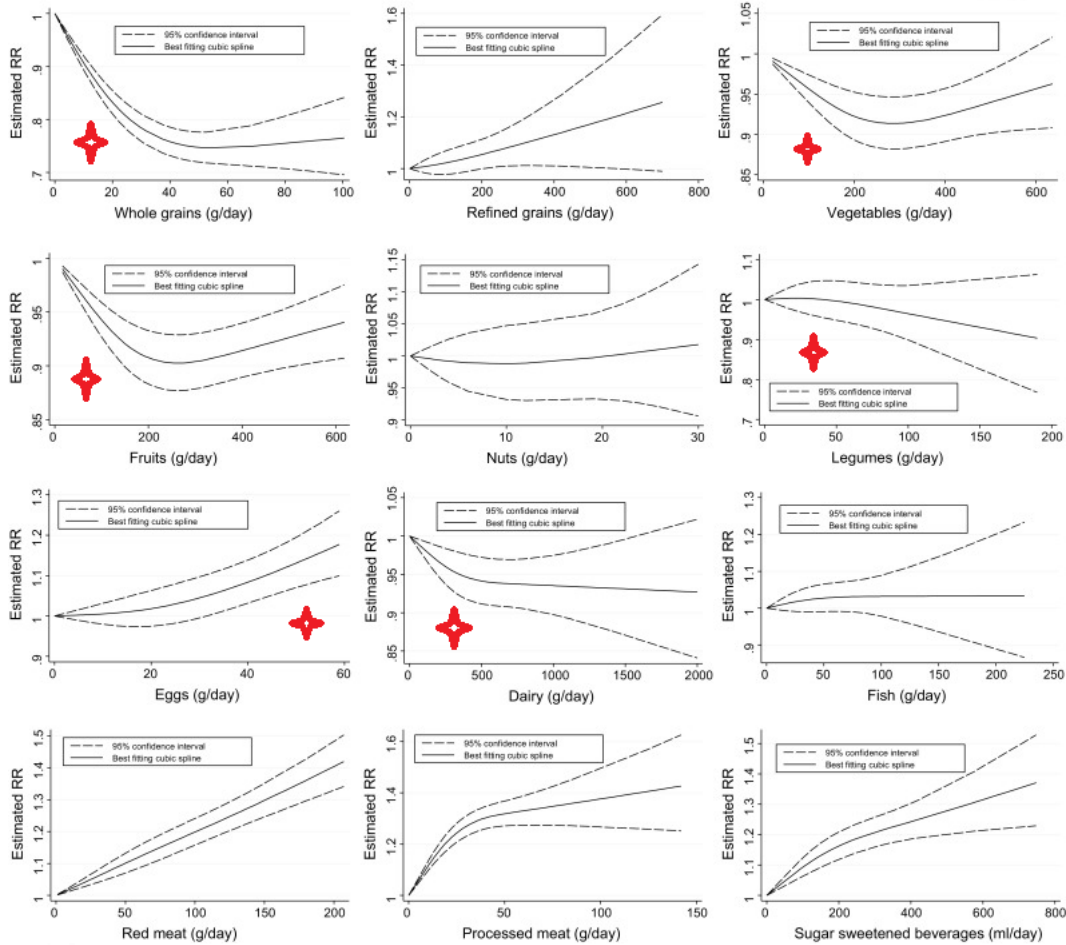 Estimated RR
1
.9
.8
.7
95% confidence interval
Best fitting cubic spline
0 20 40 60 80 100
Whole grains (g/day)
Estimated RR
1.6
1.4
1.2
1
95% confidence interval
Best fitting cubic spline
0 200 400 600 800
Refined grains (g/day)
Estimated RR
1.05
1
.95
.9
.85
95% confidence interval
Best fitting cubic spline
0 200 400 600
Vegetables (g/day)
Estimated RR
1
.95
.9
.85
95% confidence interval
Best fitting cubic spline
0 200 400 600
Fruits (g/day)
Estimated RR
1.15
1.1
1.05
1
.95
.9
95% confidence interval
Best fitting cubic spline
0 10 20 30
Nuts (g/day)
Estimated RR
1.1
1
.9
.8
.7
95% confidence interval
Best fitting cubic spline
0 50 100 150 200
Legumes (g/day)
Estimated RR
1.3
1.2
1.1
1
.9
95% confidence interval
Best fitting cubic spline
0 20 40 60
Eggs (g/day)
Estimated RR
1.05
1
.95
.9
.85
95% confidence interval
Best fitting cubic spline
0 500 1000 1500 2000
Dairy (g/day)
Estimated RR
1.3
1.2
1.1
1
.9
95% confidence interval
Best fitting cubic spline
0 50 100 150 200 250
Fish (g/day)
Estimated RR
1.5
1.4
1.3
1.2
1.1
1
95% confidence interval
Best fitting cubic spline
0 50 100 150 200
Red meat (g/day)
Estimated RR
1.6
1.4
1.2
1
95% confidence interval
Best fitting cubic spline
0 50 100 150
Processed meat (g/day)
Estimated RR
1.5
1.4
1.3
1.2
1.1
1
95% confidence interval
Best fitting cubic spline
0 200 400 600 800
Sugar sweetened beverages (ml/day)